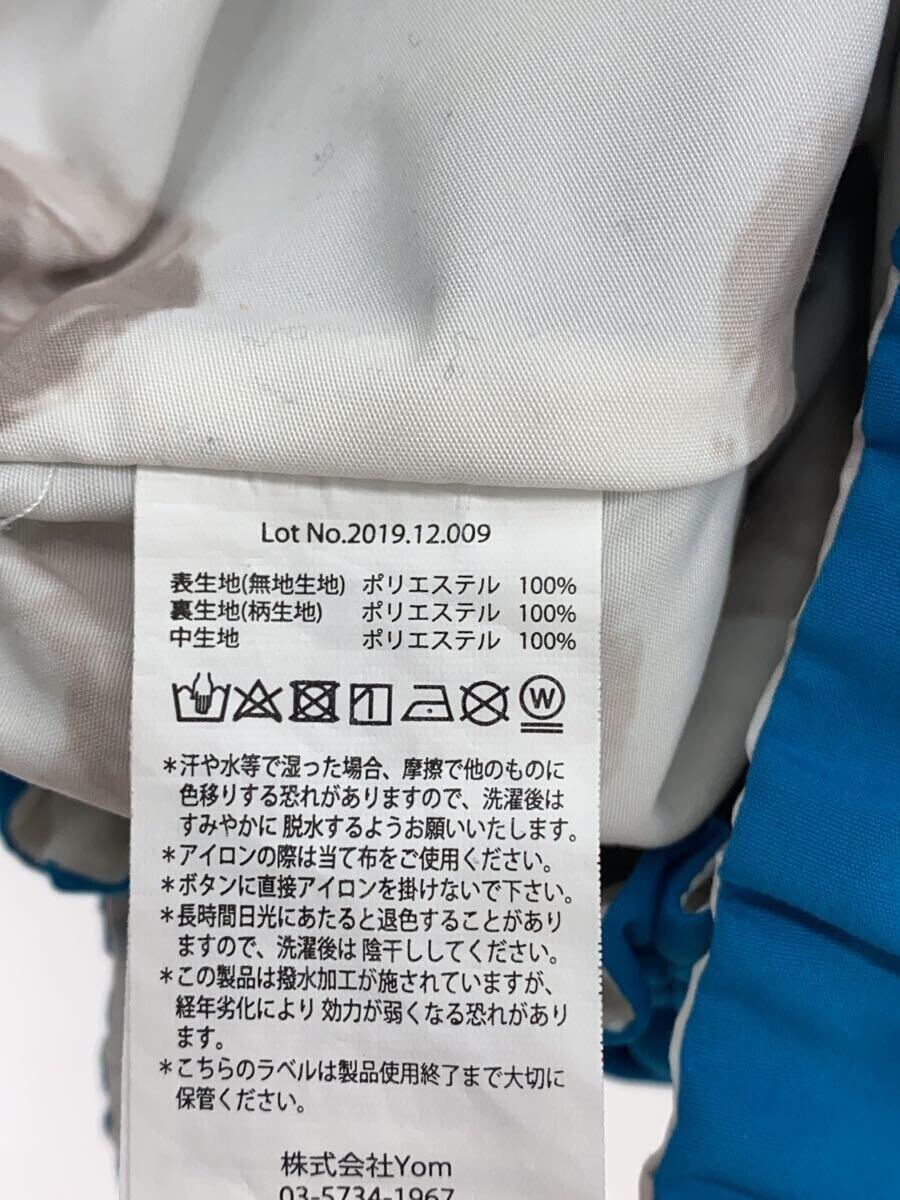 Lot No.2019.12.009
表生地(無地生地) ポリエステル 100%
裏生地(柄生地) ポリエステル 100%
中生地 ポリエステル 100%
W
*汗や水等で湿った場合、摩擦で他のものに
色移りする恐れがありますので、洗濯後は
すみやかに 脱水するようお願いいたします。
*アイロンの際は当て布をご使用ください。
*ボタンに直接アイロンを掛けないで下さい。
*長時間日光にあたると退色することがあり
ますので、洗濯後は 陰干ししてください。
*この製品は撥水加工が施されていますが、
経年劣化により 効力が弱くなる恐れがあり
ます。
*こちらのラベルは製品使用終了まで大切に
保管ください。
株式会社Yom
03-5734-1967